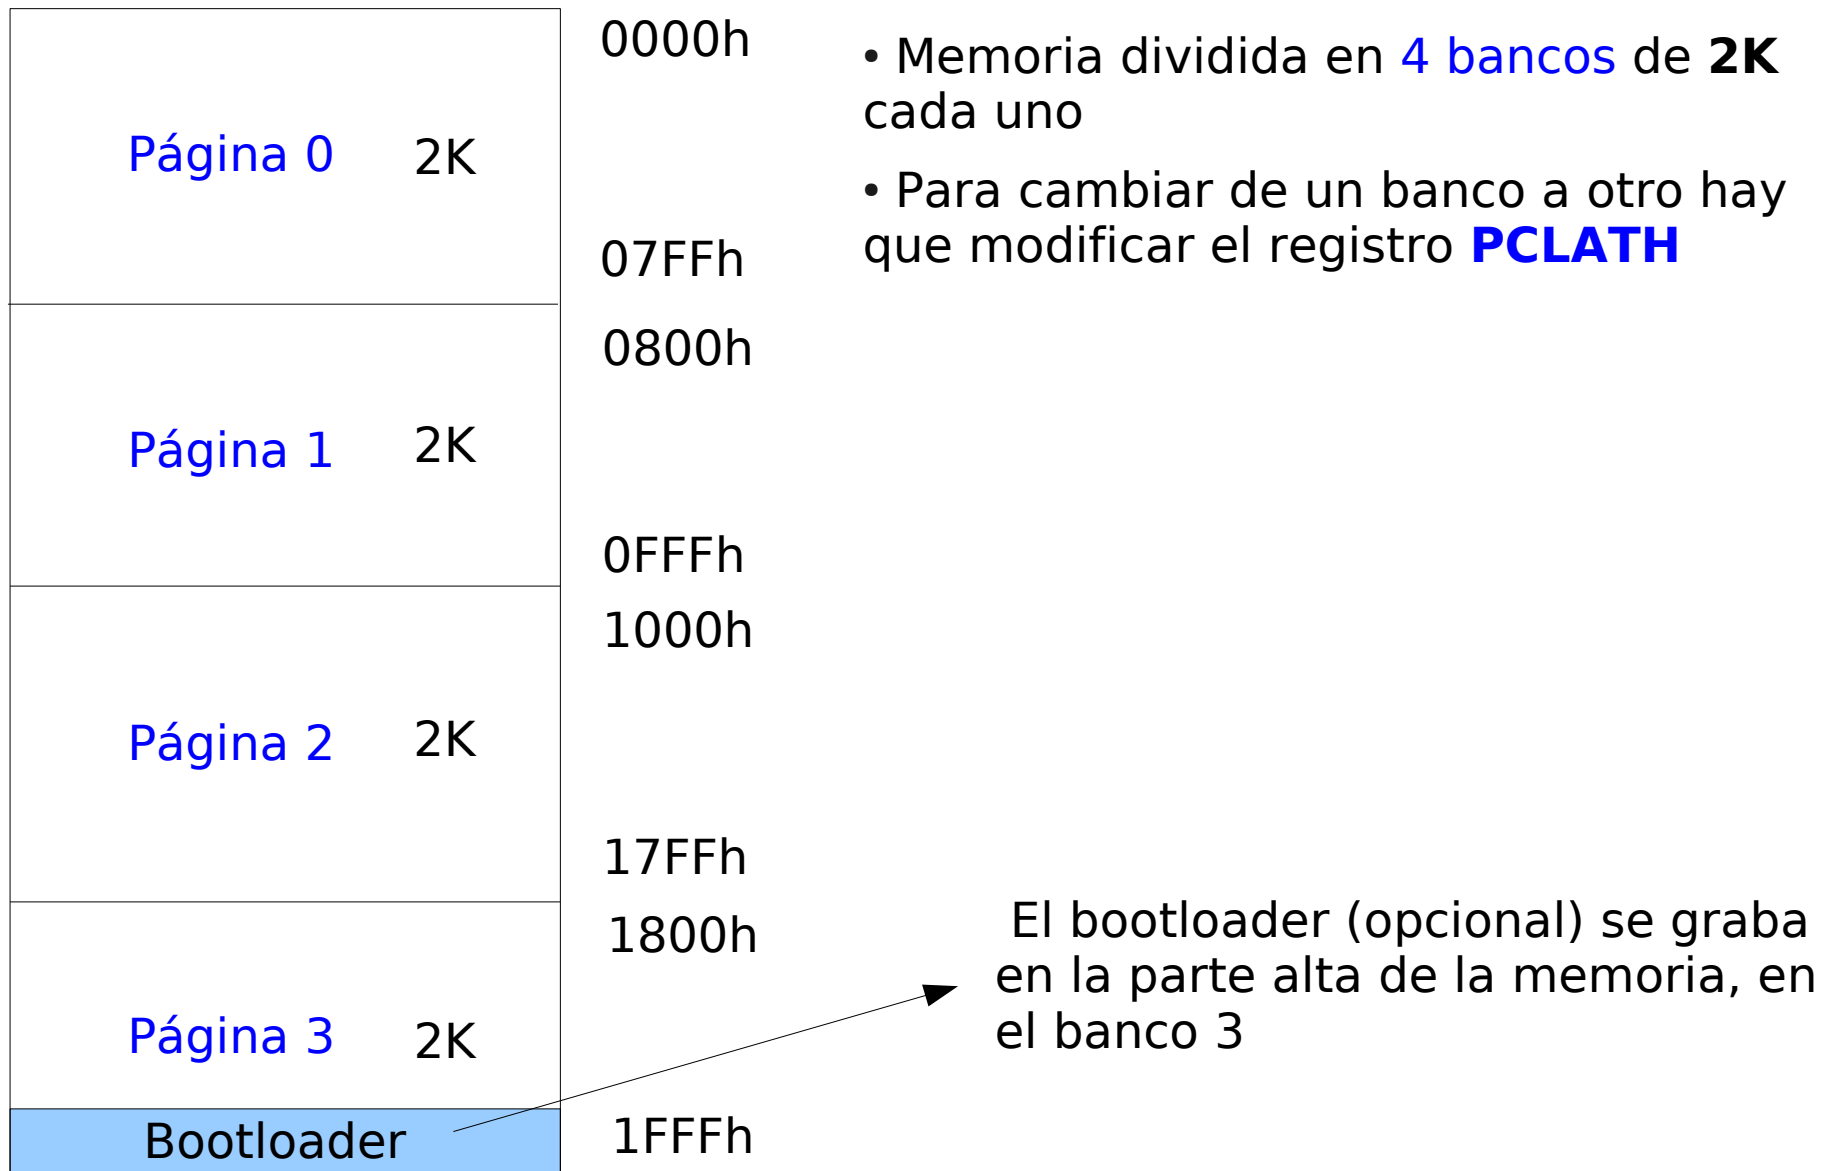 0000h
Página 0 2K
07FFh
0800h
Página 1 2K
0FFFh
1000h
Página 2 2K
17FFh
1800h
Página 3 2K
Bootloader
1FFFh
• Memoria dividida en 4 bancos de 2K
cada uno
• Para cambiar de un banco a otro hay
que modificar el registro PCLATH
El bootloader (opcional) se graba
en la parte alta de la memoria, en
el banco 3